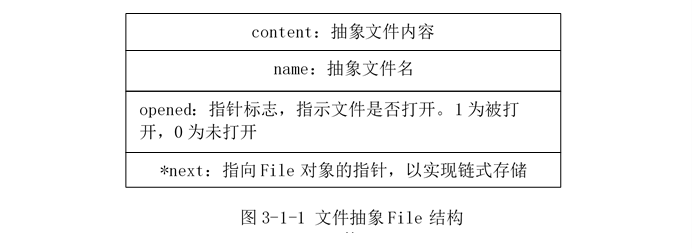 content：抽象文件内容
name：抽象文件名
opened：指针标志，指示文件是否打开。1 为被打
开，0 为未打开
*next：指向 File 对象的指针，以实现链式存储
图 3-1-1 文件抽象 File 结构